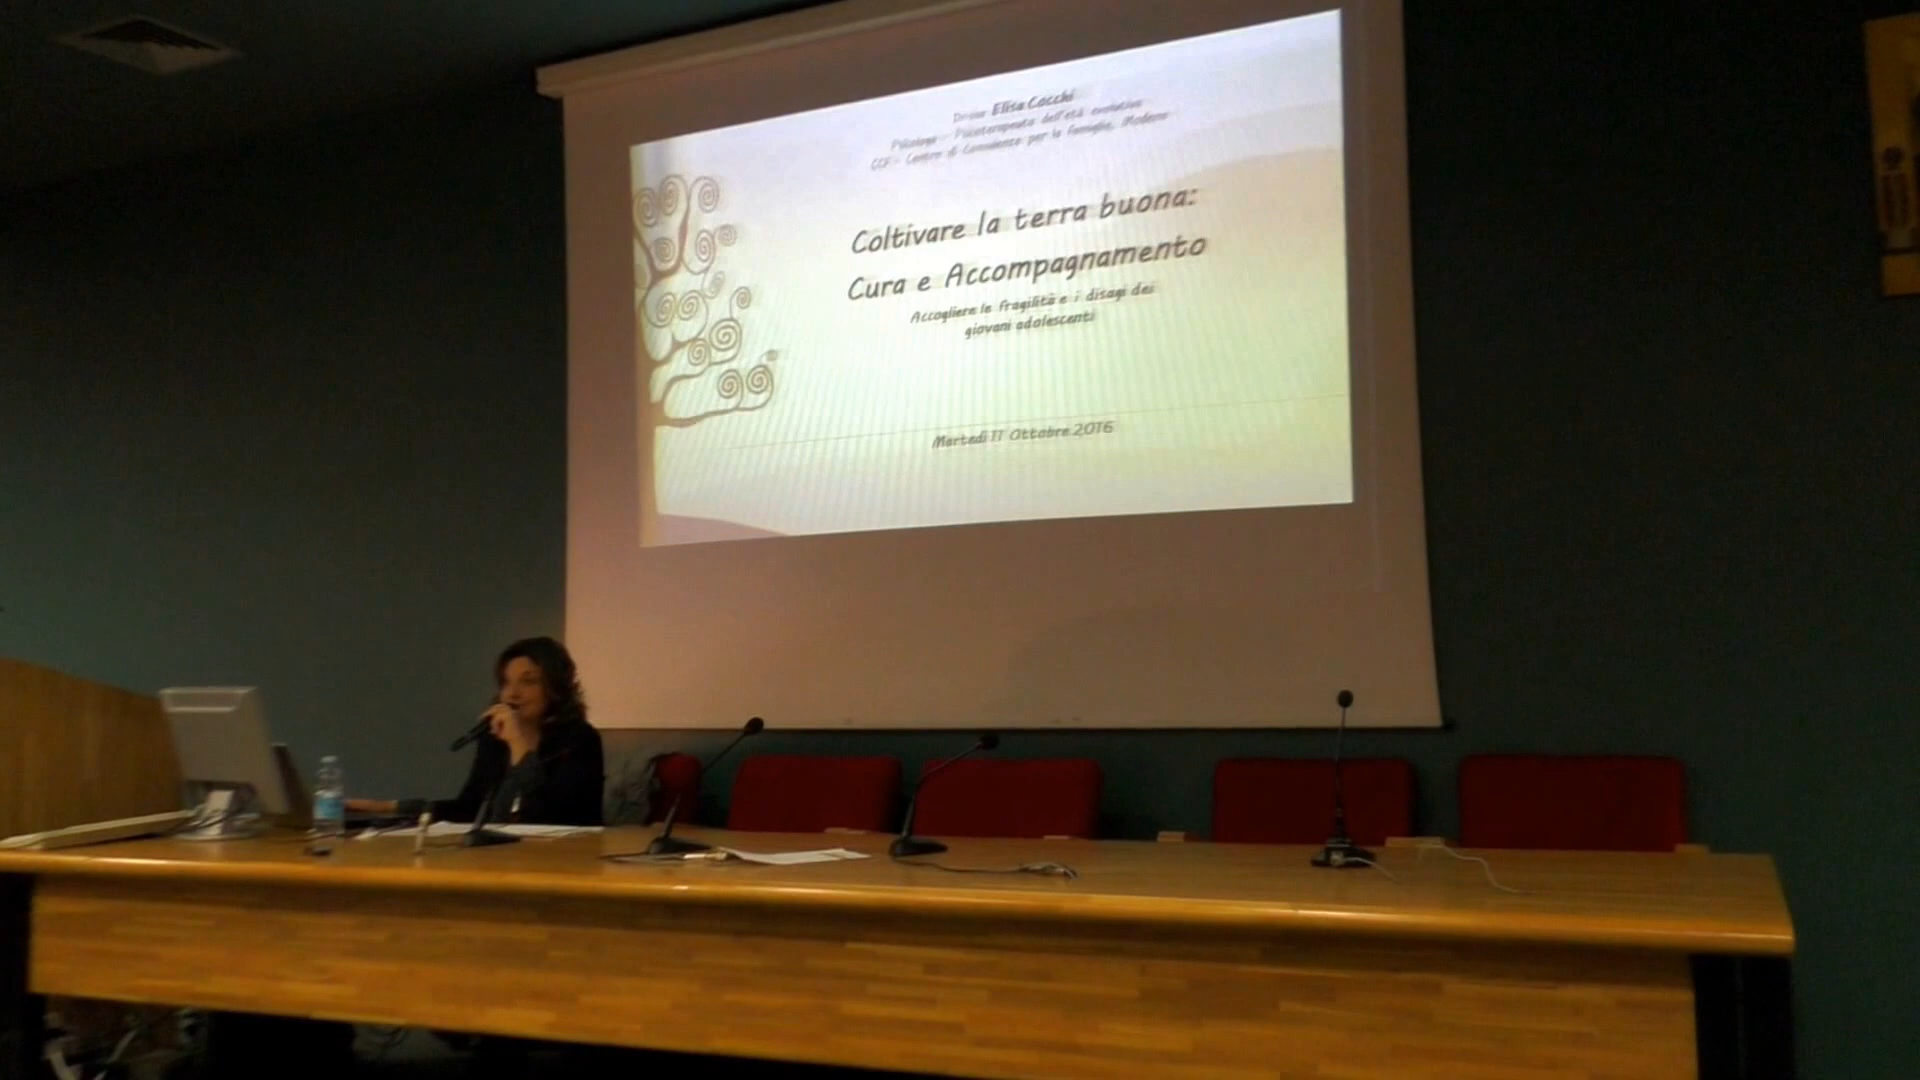 Dr.ssa Elisa Cocchi
Psicologa - Psicoterapeuta dell'età evolutiva
CCF - Centro di Consulenza per la Famiglia, Modena
Coltivare la terra buona:
Cura e Accompagnamento
Accogliere le fragilità e i disagi dei
giovani adolescenti
Martedì 11 Ottobre 2016